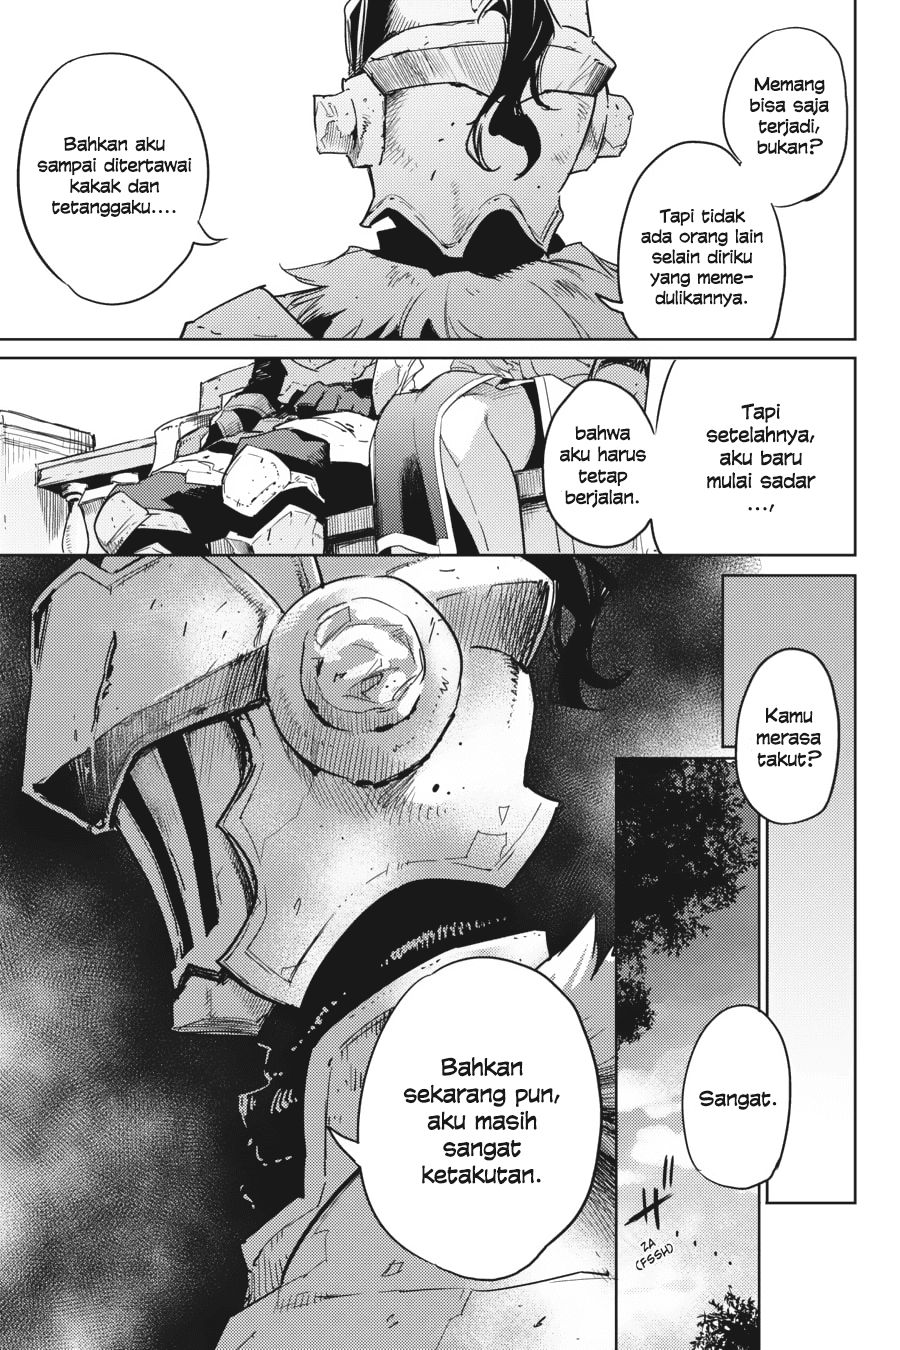 Memang
bisa saja
terjadi,
bukan?
Tapi tidak
ada orang lain
selain diriku
yang meme-
dulikannya.
Bahkan aku
sampai ditertawai
kakak dan
tetanggaku....
Tapi
setelahnya,
aku baru
mulai sadar
...,
bahwa
aku harus
tetap
berjalan.
Kamu
merasa
takut?
Sangat.
ZA
(FSSH)
Bahkan
sekarang pun,
aku masih
sangat
ketakutan.